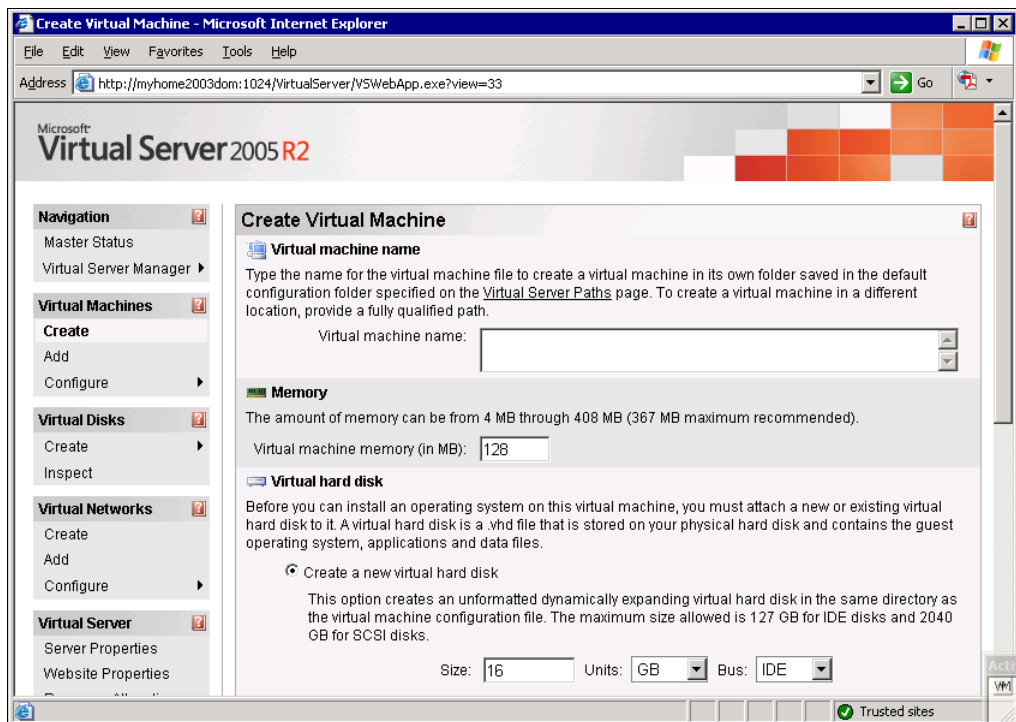 Create Virtual Machine - Microsoft Internet Explorer
File Edit View Favorites Tools Help
Address http://myhome2003dom:1024/VirtualServer/VSWebApp.exe?view=33 Go
Microsoft
Virtual Server 2005 R2
Navigation
Master Status
Virtual Server Manager
Virtual Machines
Create
Add
Configure
Virtual Disks
Create
Inspect
Virtual Networks
Create
Add
Configure
Virtual Server
Server Properties
Website Properties
Create Virtual Machine
Virtual machine name
Type the name for the virtual machine file to create a virtual machine in its own folder saved in the default
configuration folder specified on the Virtual Server Paths page. To create a virtual machine in a different
location, provide a fully qualified path.
Virtual machine name:
Memory
The amount of memory can be from 4 MB through 408 MB (367 MB maximum recommended).
Virtual machine memory (in MB): 128
Virtual hard disk
Before you can install an operating system on this virtual machine, you must attach a new or existing virtual
hard disk to it. A virtual hard disk is a .vhd file that is stored on your physical hard disk and contains the guest
operating system, applications and data files.
Create a new virtual hard disk
This option creates an unformatted dynamically expanding virtual hard disk in the same directory as
the virtual machine configuration file. The maximum size allowed is 127 GB for IDE disks and 2040
GB for SCSI disks.
Size: 16 Units: GB Bus: IDE
Acti
Trusted sites